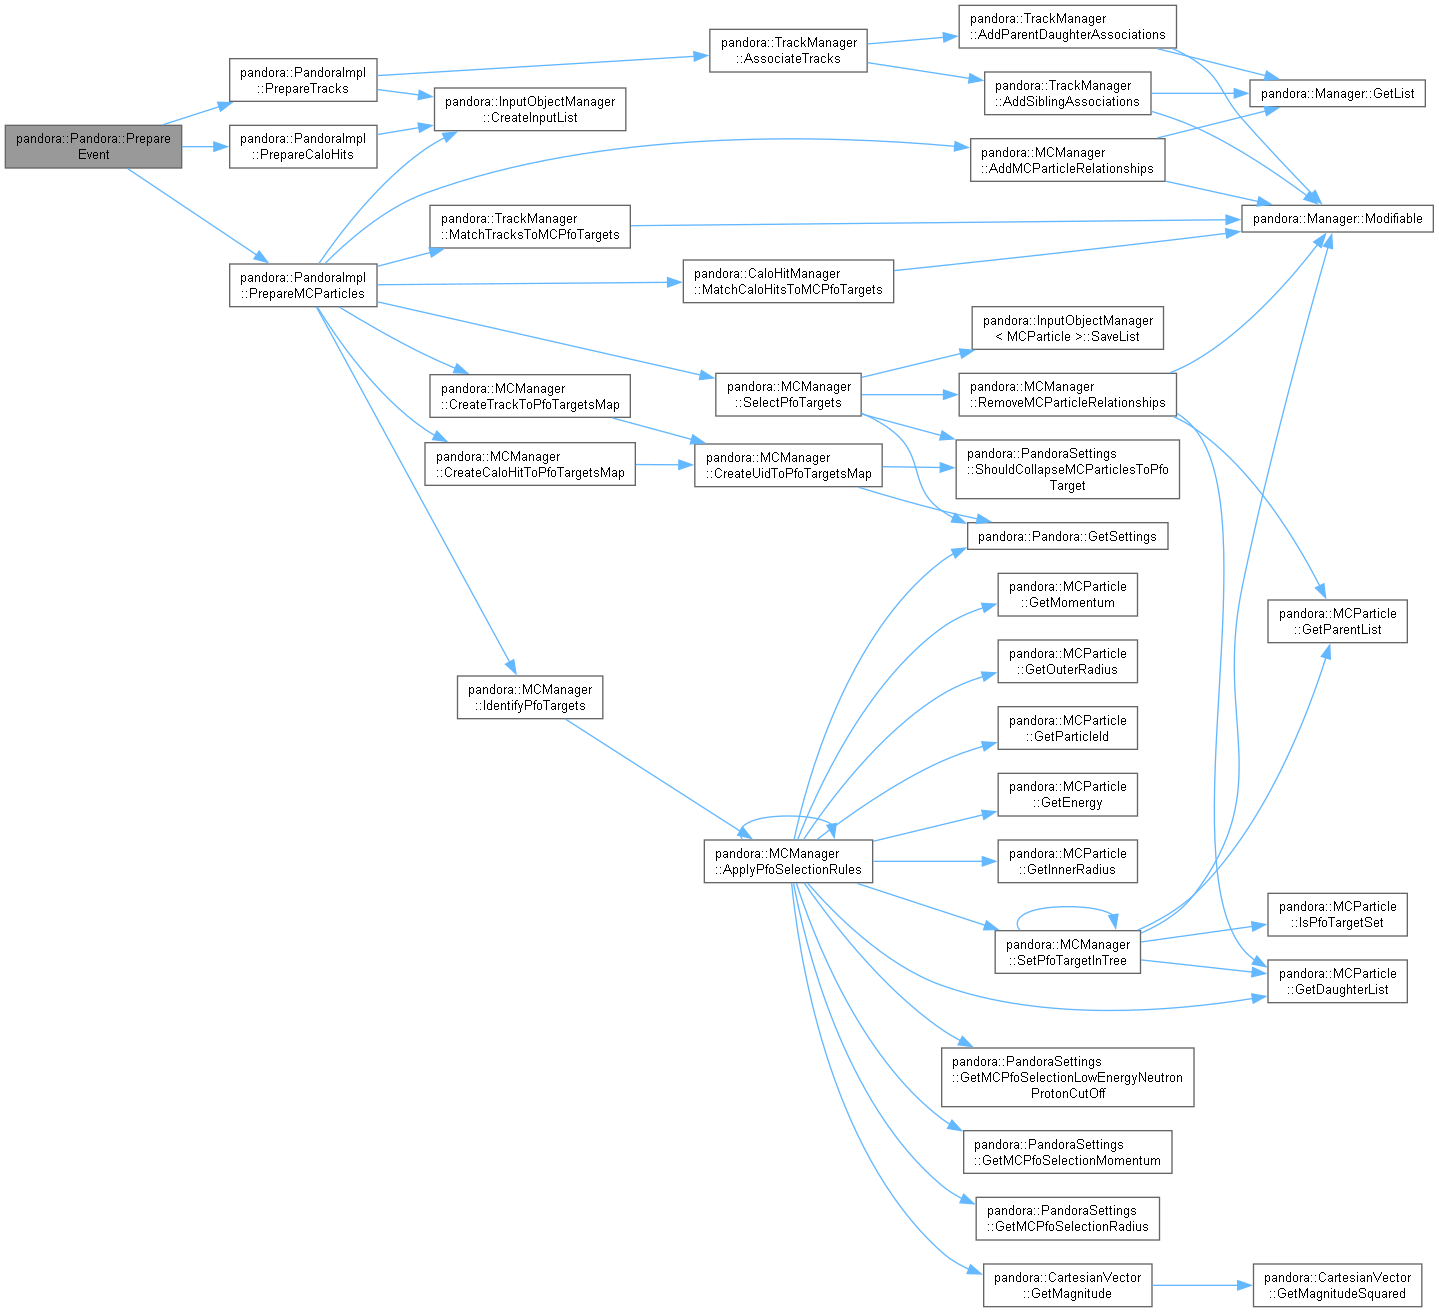 pandora::Pandora::Prepare
Event
pandora::PandoraImpl
::PrepareTracks
pandora::PandoraImpl
::PrepareCaloHits
pandora::PandoraImpl
::PrepareMCParticles
pandora::InputObjectManager
::CreateInputList
pandora::TrackManager
::MatchTracksToMCPfoTargets
pandora::MCManager
::CreateTrackToPfoTargetsMap
pandora::MCManager
::CreateCaloHitToPfoTargetsMap
pandora::MCManager
::IdentifyPfoTargets
pandora::TrackManager
::AssociateTracks
pandora::CaloHitManager
::MatchCaloHitsToMCPfoTargets
pandora::MCManager
::SelectPfoTargets
pandora::MCManager
::CreateUidToPfoTargetsMap
pandora::MCManager
::ApplyPfoSelectionRules
pandora::TrackManager
::AddParentDaughterAssociations
pandora::TrackManager
::AddSiblingAssociations
pandora::MCManager
::AddMCParticleRelationships
pandora::InputObjectManager
< MCParticle >::SaveList
pandora::MCManager
::RemoveMCParticleRelationships
pandora::PandoraSettings
::ShouldCollapseMCParticlesToPfo
Target
pandora::Pandora::GetSettings
pandora::MCParticle
::GetMomentum
pandora::MCParticle
::GetOuterRadius
pandora::MCParticle
::GetParticleId
pandora::MCParticle
::GetEnergy
pandora::MCParticle
::GetInnerRadius
pandora::MCManager
::SetPfoTargetInTree
pandora::PandoraSettings
::GetMCPfoSelectionLowEnergyNeutron
ProtonCutOff
pandora::PandoraSettings
::GetMCPfoSelectionMomentum
pandora::PandoraSettings
::GetMCPfoSelectionRadius
pandora::CartesianVector
::GetMagnitude
pandora::Manager::GetList
pandora::Manager::Modifiable
pandora::MCParticle
::GetParentList
pandora::MCParticle
::IsPfoTargetSet
pandora::MCParticle
::GetDaughterList
pandora::CartesianVector
::GetMagnitudeSquared